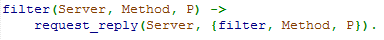 filter(Server, Method, P) ->
    request_reply(Server, {filter, Method, P}).